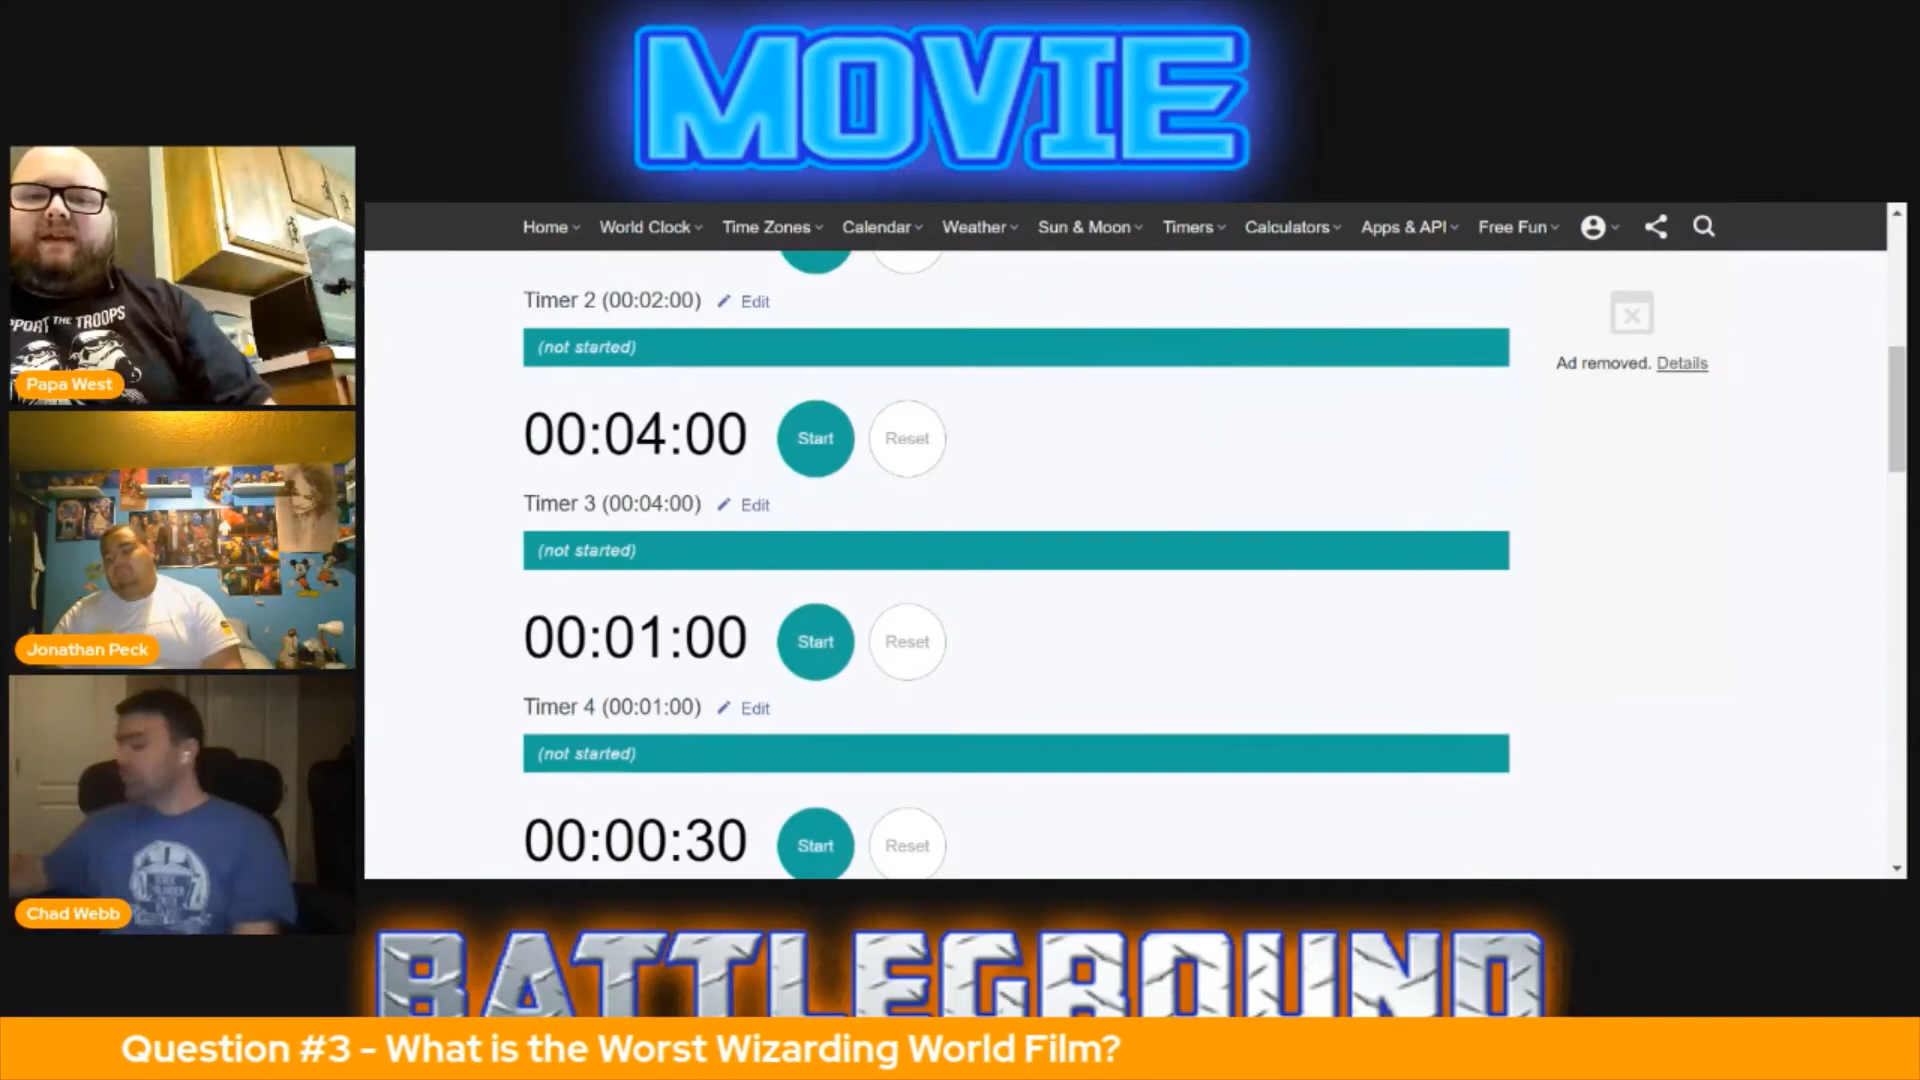 MOVIE
Home World Clock Time Zones Calendar Weather Sun & Moon Timers Calculators Apps & API Free Fun
Timer 2 (00:02:00) Edit
(not started)
Ad removed. Details
00:04:00 Start Reset
Timer 3 (00:04:00) Edit
(not started)
00:01:00 Start Reset
Timer 4 (00:01:00) Edit
(not started)
00:00:30 Start Reset
PPORT THE TROOPS
Papa West
Jonathan Peck
Chad Webb
BATTLEGROUND
Question #3 - What is the Worst Wizarding World Film?